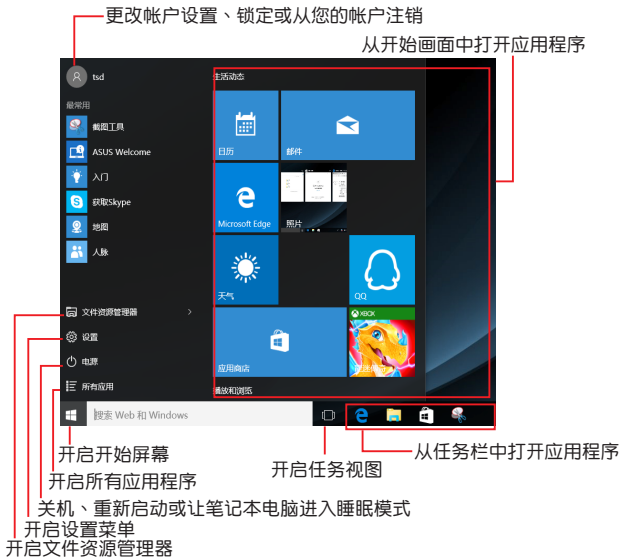 更改帐户设置、锁定或从您的帐户注销
从开始画面中打开应用程序
tsd
生活动态
最常用
截图工具
ASUS Welcome
入门
获取Skype
地图
人脉
日历
邮件
Microsoft Edge
照片
天气
QQ
应用商店
XBOX
播放和浏览
文件资源管理器
设置
电源
所有应用
搜索 Web 和 Windows
开启开始屏幕
开启任务视图
从任务栏中打开应用程序
开启所有应用程序
关机、重新启动或让笔记本电脑进入睡眠模式
开启设置菜单
开启文件资源管理器